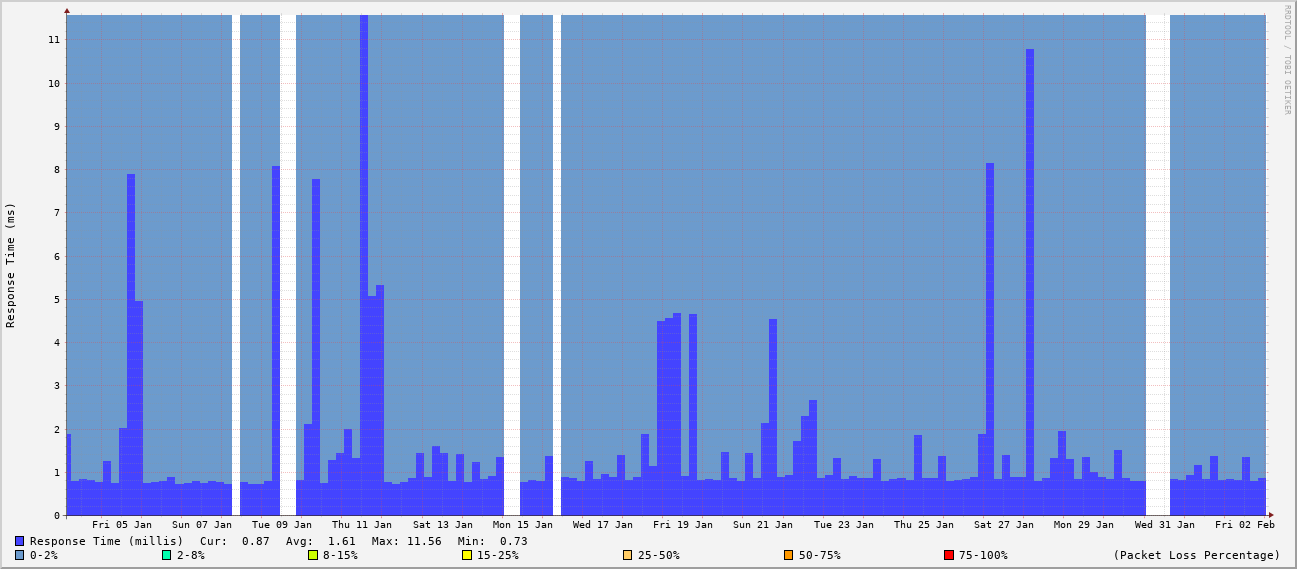 RRDTOOL / TOBI OETIKER
Response Time (ms)
11
10
9
8
7
6
5
4
3
2
1
0
Fri 05 Jan Sun 07 Jan Tue 09 Jan Thu 11 Jan Sat 13 Jan Mon 15 Jan Wed 17 Jan Fri 19 Jan Sun 21 Jan Tue 23 Jan Thu 25 Jan Sat 27 Jan Mon 29 Jan Wed 31 Jan Fri 02 Feb
Response Time (millis) Cur: 0.87 Avg: 1.61 Max: 11.56 Min: 0.73
0-2% 2-8% 8-15% 15-25% 25-50% 50-75% 75-100% (Packet Loss Percentage)